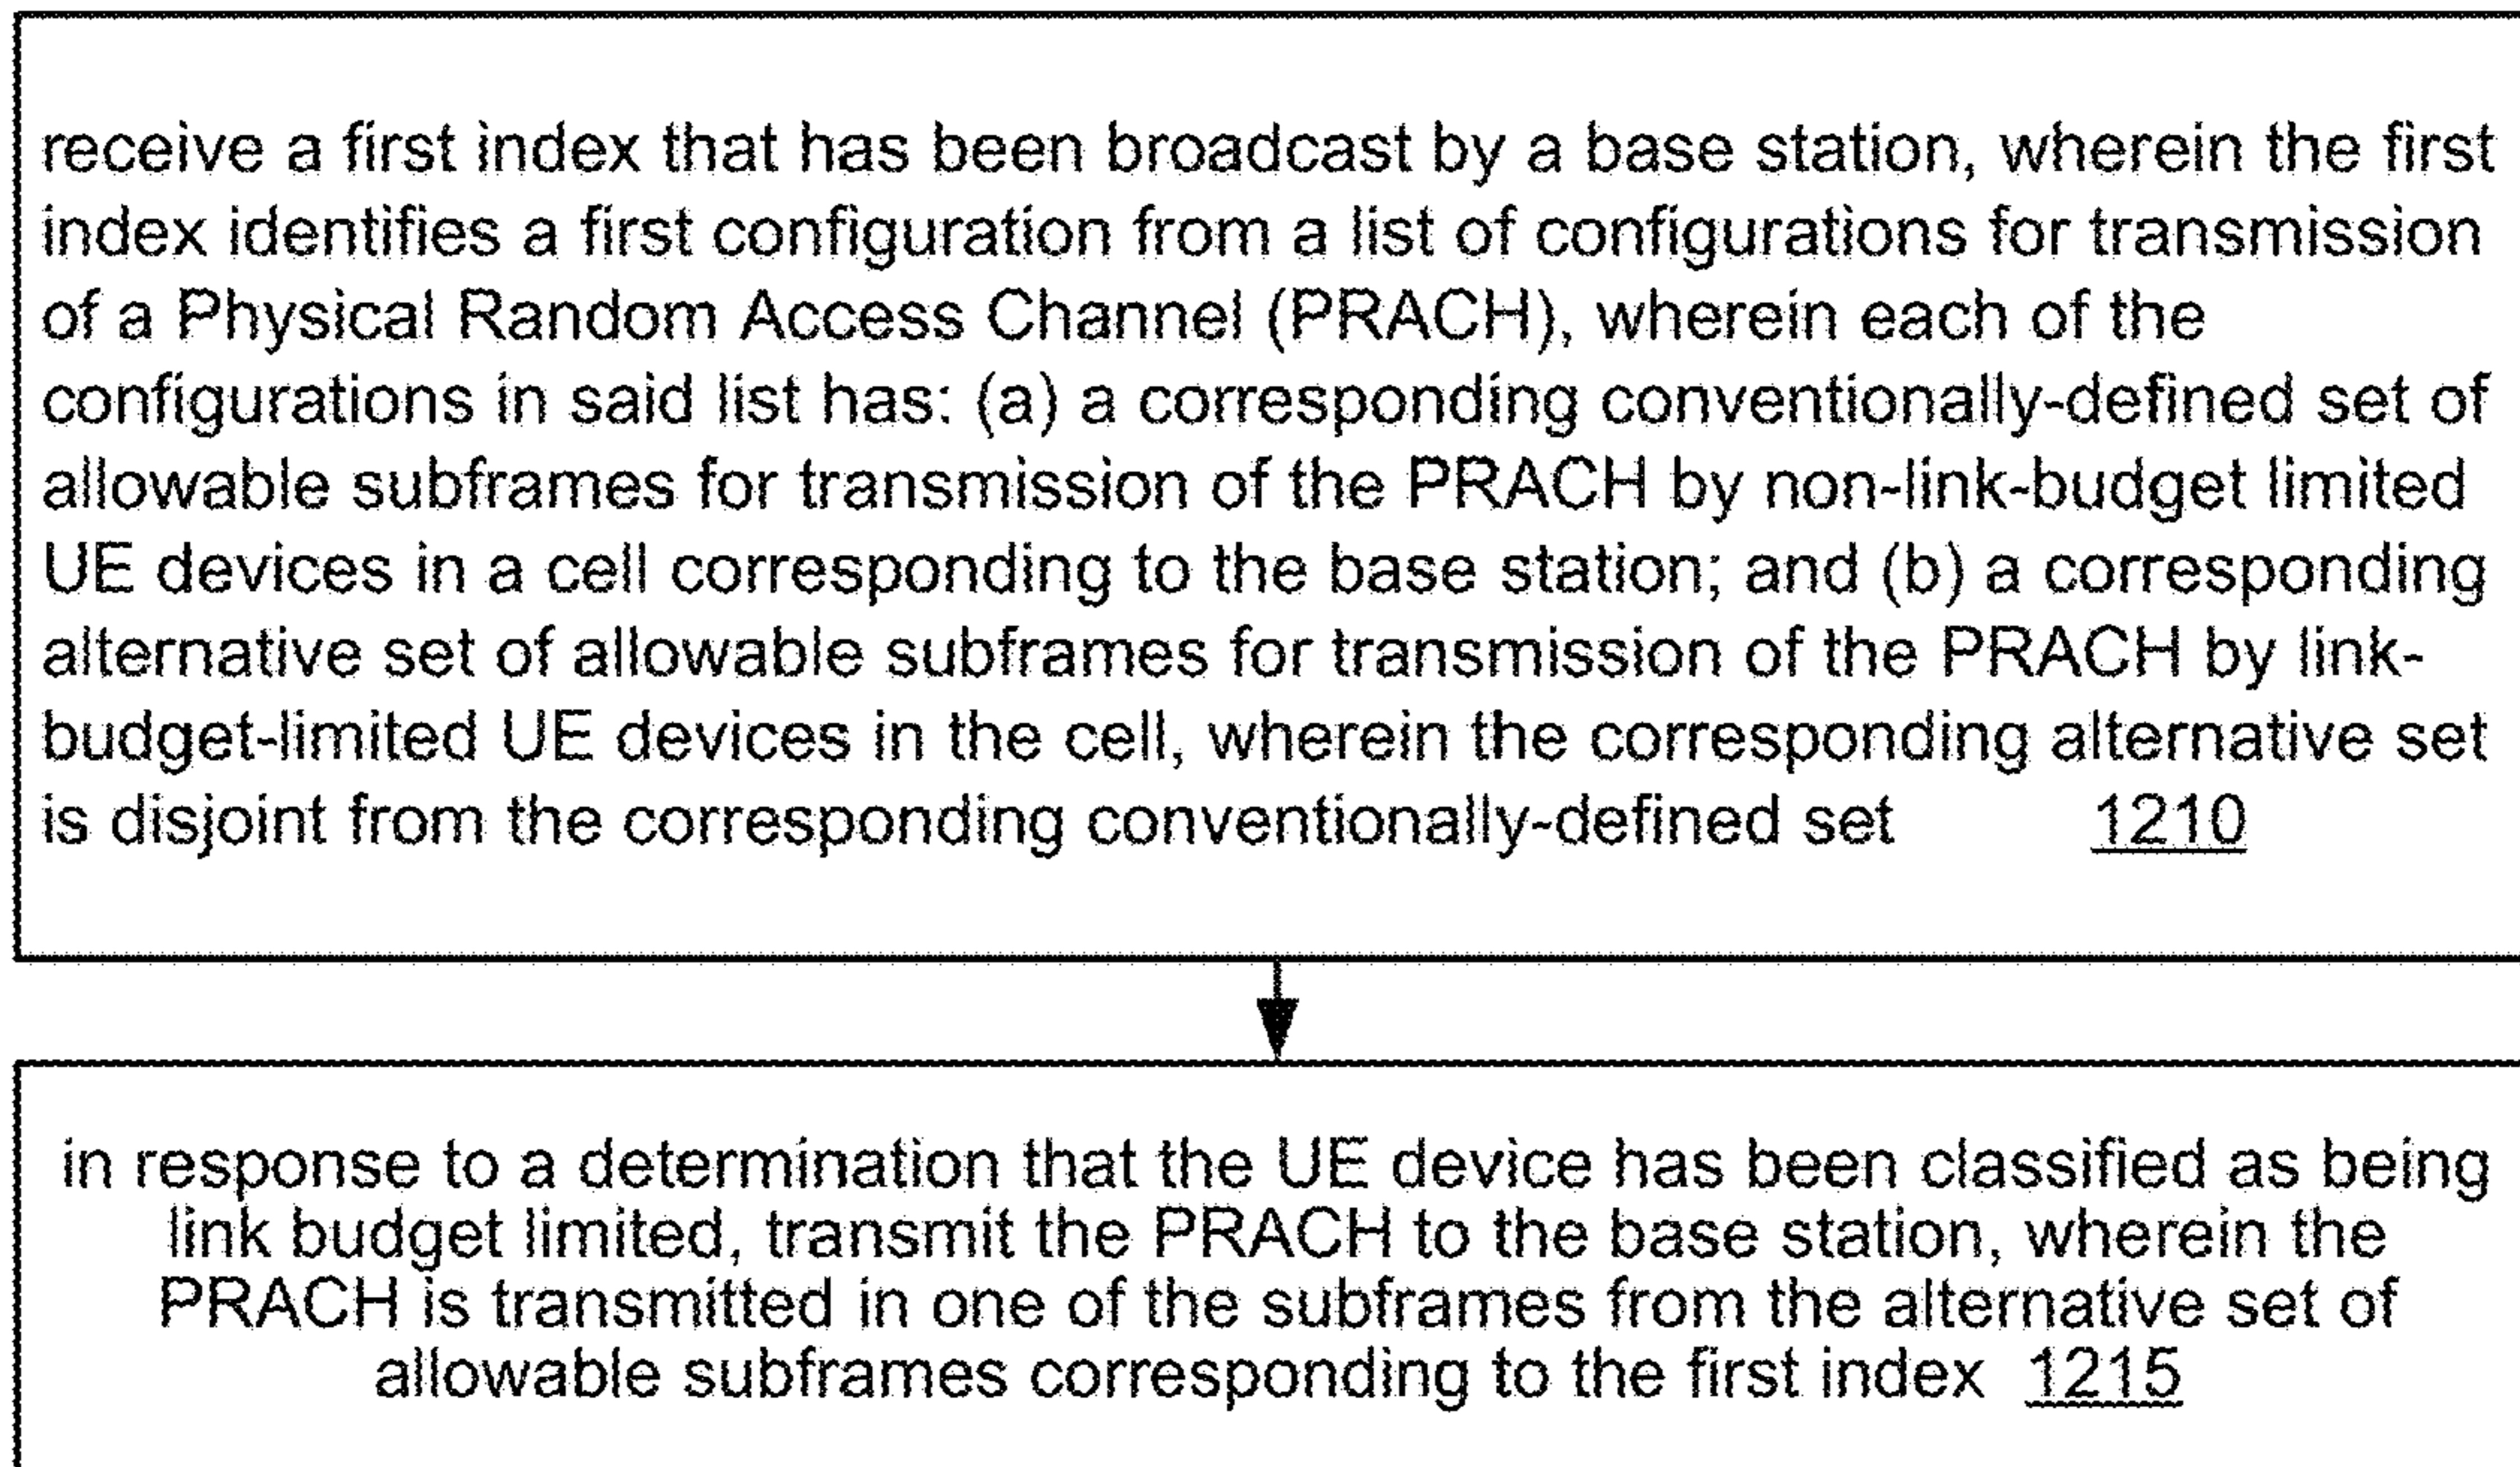 receive a first index that has been broadcast by a base station, wherein the first
index identifies a first configuration from a list of configurations for transmission
of a Physical Random Access Channel (PRACH), wherein each of the
configurations in said list has: (a) a corresponding conventionally-defined set of
allowable subframes for transmission of the PRACH by non-link-budget limited
UE devices in a cell corresponding to the base station; and (b) a corresponding
alternative set of allowable subframes for transmission of the PRACH by link-
budget-limited UE devices in the cell, wherein the corresponding alternative set
is disjoint from the corresponding conventionally-defined set 1210
in response to a determination that the UE device has been classified as being
link budget limited, transmit the PRACH to the base station, wherein the
PRACH is transmitted in one of the subframes from the alternative set of
allowable subframes corresponding to the first index 1215